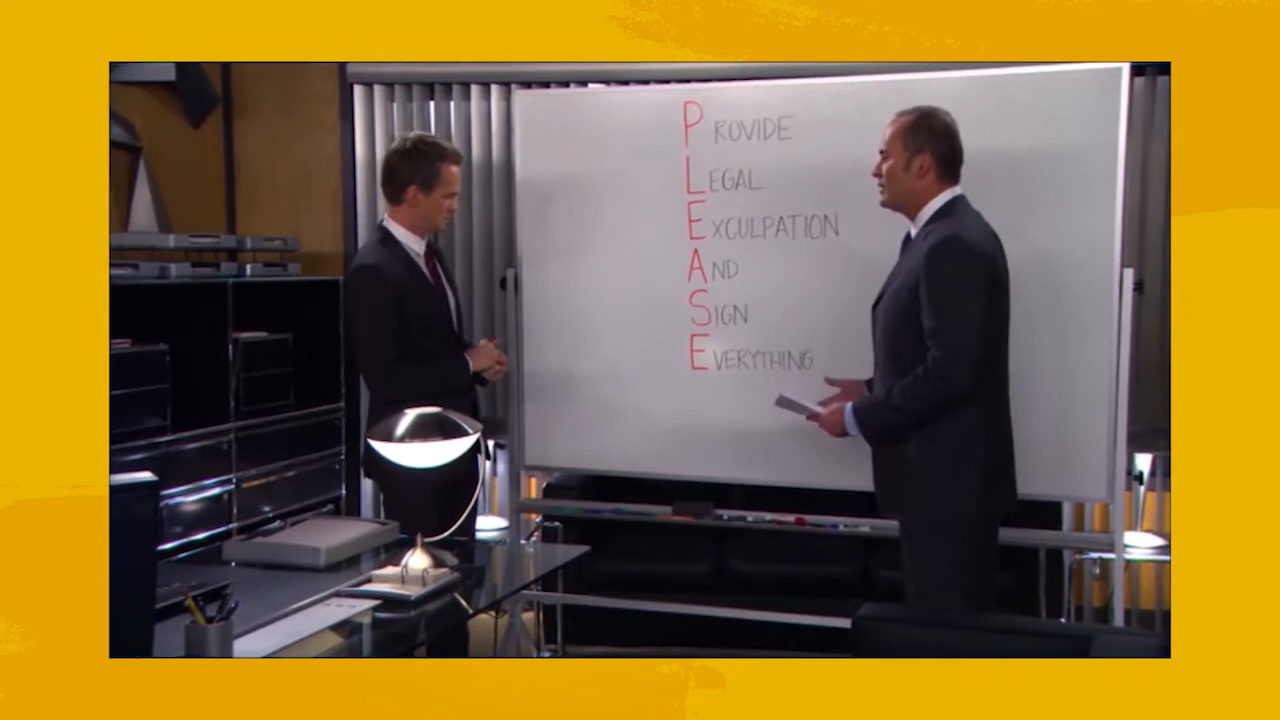 PROVIDE
LEGAL
EXCULPATION
AND
SIGN
EVERYTHING